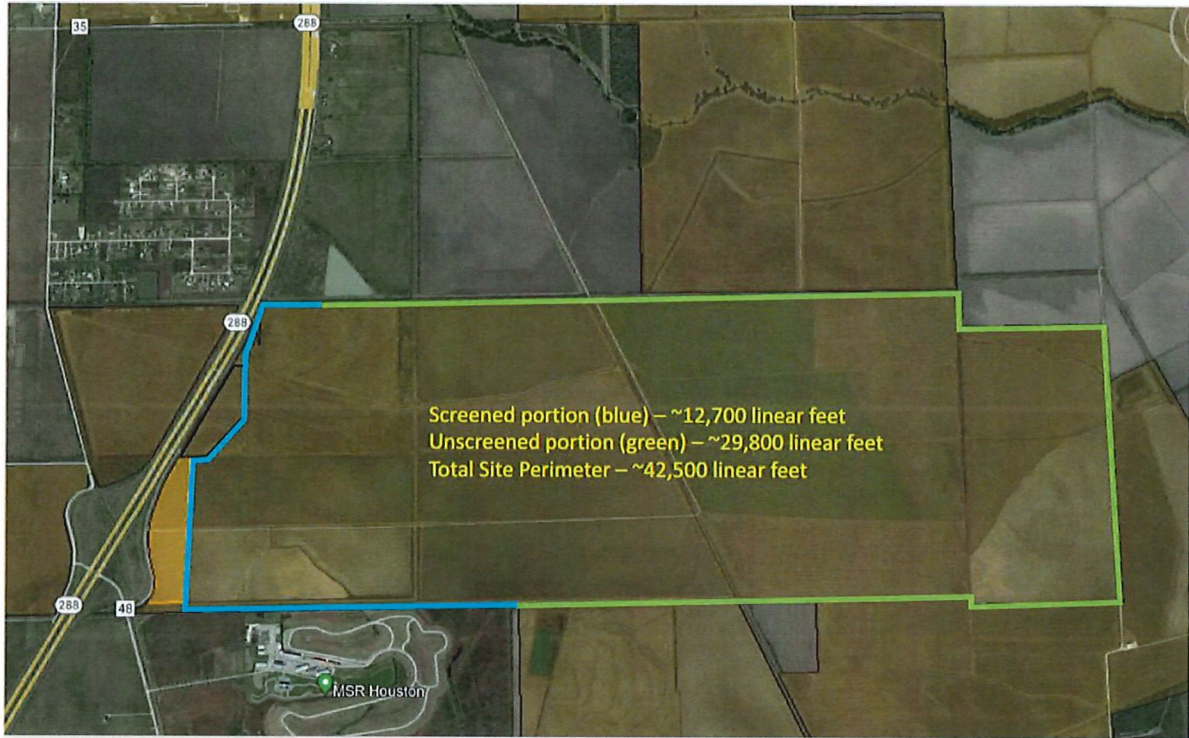 35
288
288
Screened portion (blue) – ~12,700 linear feet
Unscreened portion (green) – ~29,800 linear feet
Total Site Perimeter – ~42,500 linear feet
288
48
MSR Houston